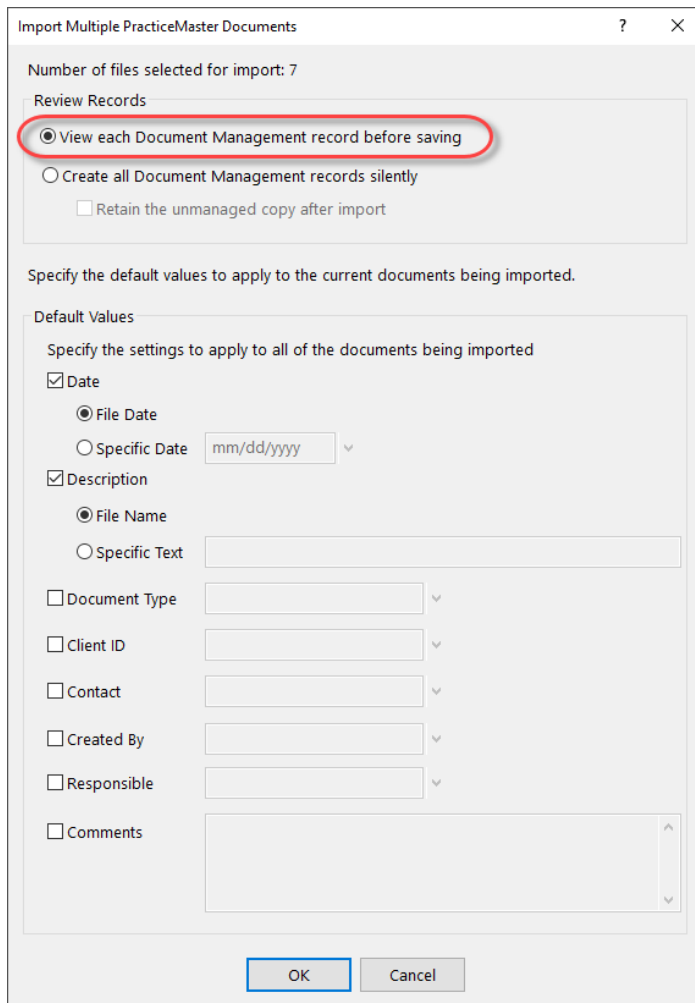 Import Multiple PracticeMaster Documents
Number of files selected for import: 7
Review Records
View each Document Management record before saving
Create all Document Management records silently
Retain the unmanaged copy after import
Specify the default values to apply to the current documents being imported.
Default Values
Specify the settings to apply to all of the documents being imported
Date
File Date
Specific Date mm/dd/yyyy
Description
File Name
Specific Text
Document Type
Client ID
Contact
Created By
Responsible
Comments
OK Cancel